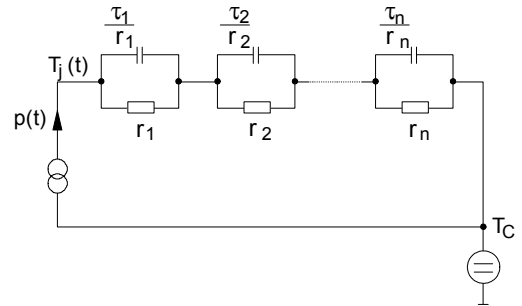 τ1 τ2 τn
r1 r2 rn
Tj(t)
r1 r2 rn
p(t)
TC